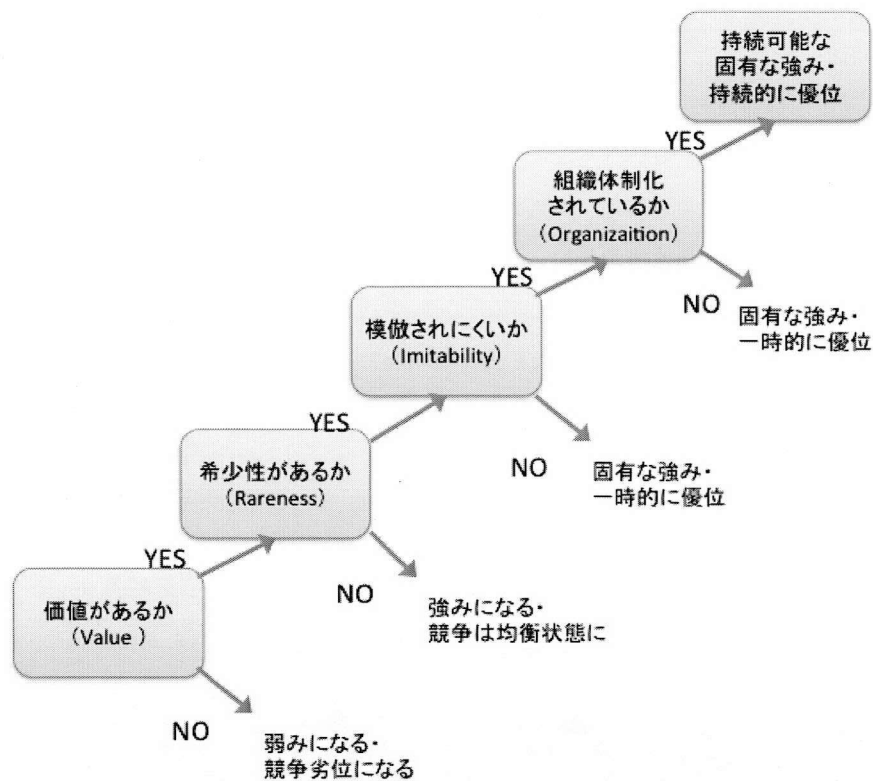 持続可能な
固有な強み・
持続的に優位
YES
組織体制化
されているか
（Organizaition）
YES
NO
固有な強み・
一時的に優位
模倣されにくいか
（Imitability）
YES
NO
固有な強み・
一時的に優位
希少性があるか
（Rareness）
YES
NO
強みになる・
競争は均衡状態に
価値があるか
（Value ）
NO
弱みになる・
競争劣位になる